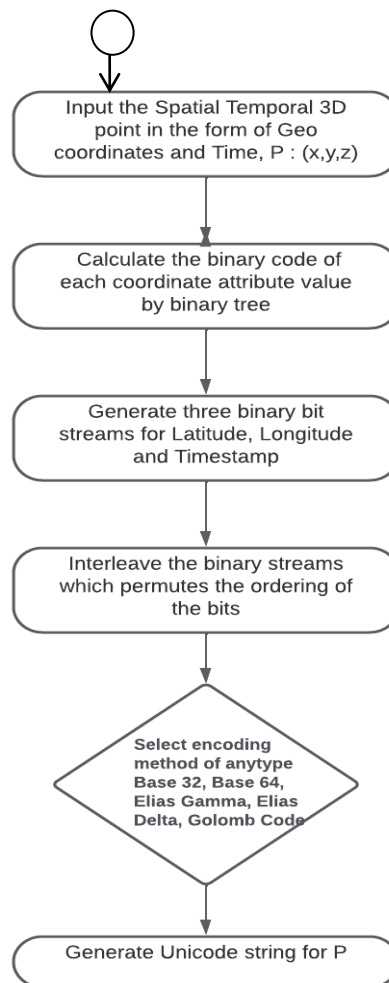 Input the Spatial Temporal 3D
point in the form of Geo
coordinates and Time, P : (x,y,z)
Calculate the binary code of
each coordinate attribute value
by binary tree
Generate three binary bit
streams for Latitude, Longitude
and Timestamp
Interleave the binary streams
which permutes the ordering of
the bits
Select encoding
method of anytype
Base 32, Base 64,
Elias Gamma, Elias
Delta, Golomb Code
Generate Unicode string for P